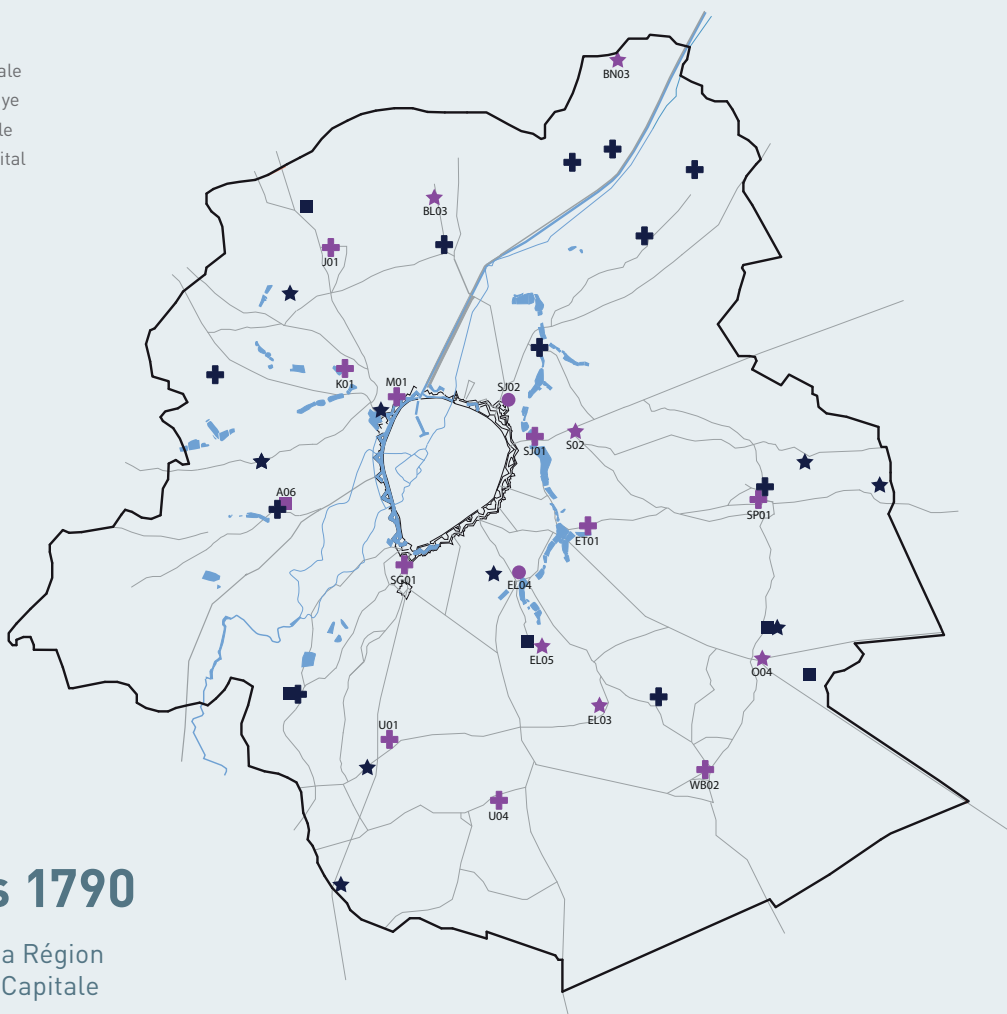 ale
ye
le
ital
BN03
BL03
J01
K01
M01
SJ02
SJ01
S02
A06
SP01
ET01
SG01
EL04
EL05
O04
EL03
U01
WB02
U04
s 1790
a Région
Capitale